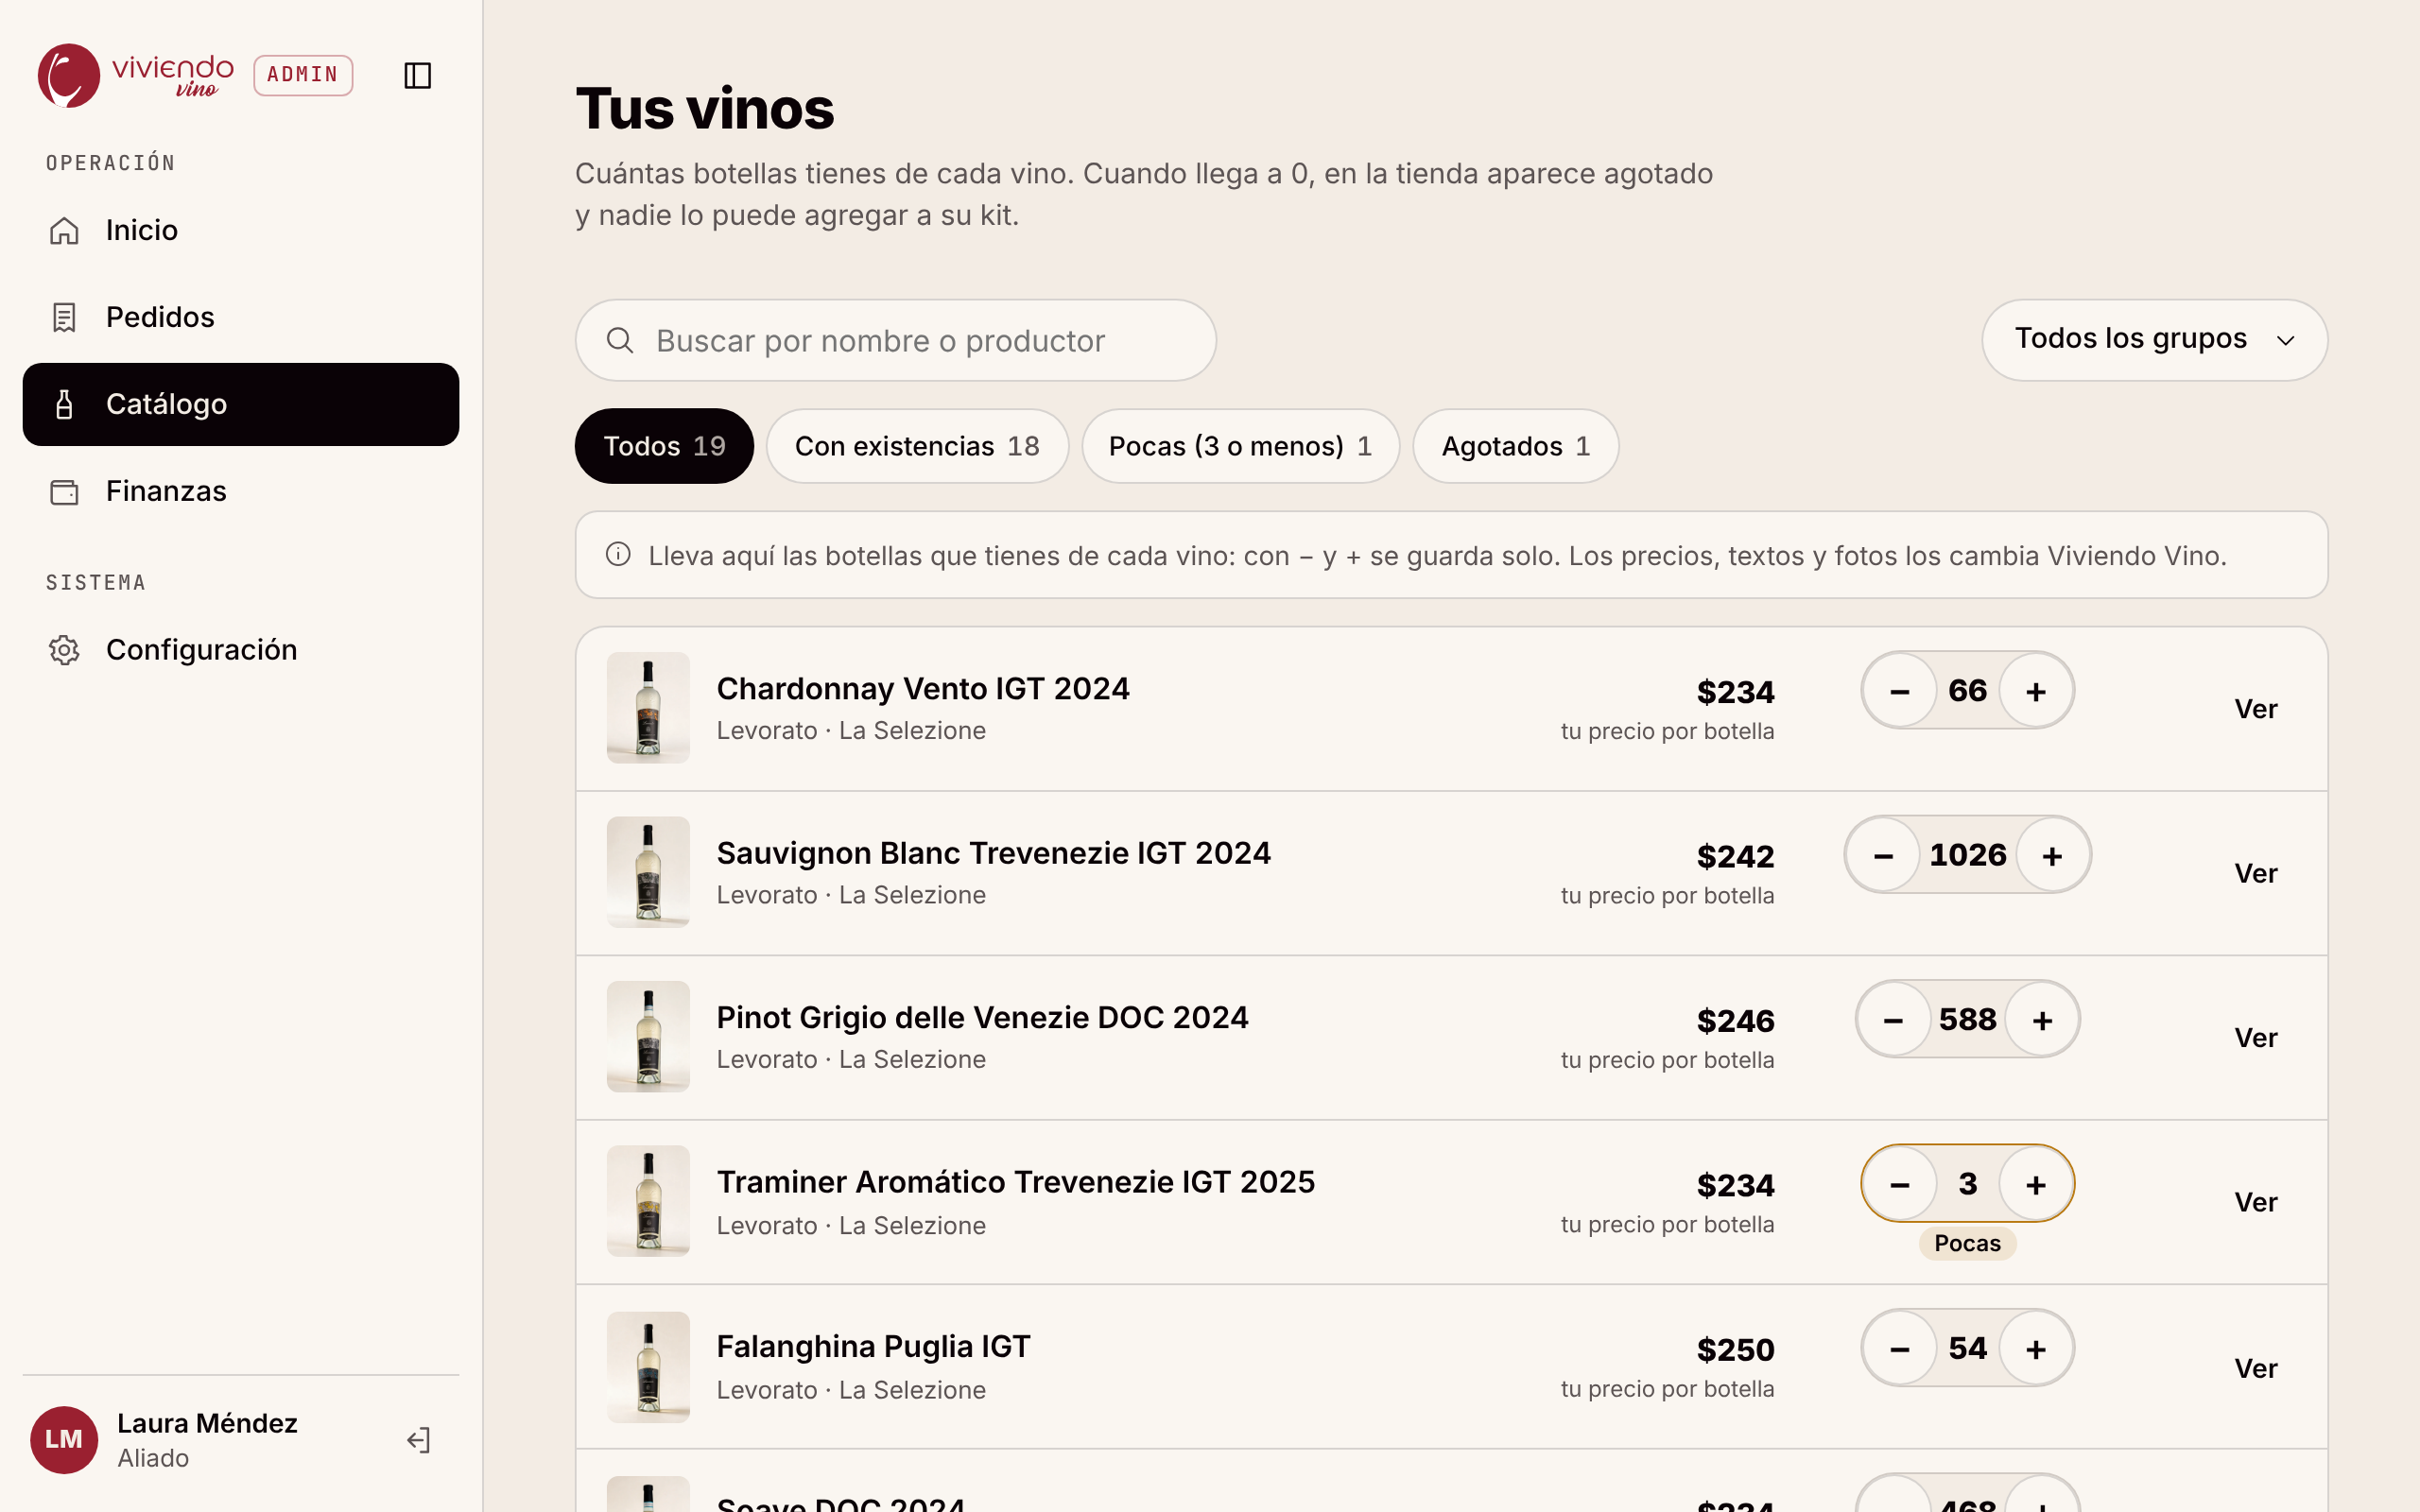 viviendo
vino
ADMIN
OPERACIÓN
Inicio
Pedidos
Catálogo
Finanzas
SISTEMA
Configuración
LM
Laura Méndez
Aliado
Tus vinos
Cuántas botellas tienes de cada vino. Cuando llega a 0, en la tienda aparece agotado
y nadie lo puede agregar a su kit.
Buscar por nombre o productor
Todos los grupos
Todos 19
Con existencias 18
Pocas (3 o menos) 1
Agotados 1
Lleva aquí las botellas que tienes de cada vino: con − y + se guarda solo. Los precios, textos y fotos los cambia Viviendo Vino.
Chardonnay Vento IGT 2024
Levorato · La Selezione
$234
tu precio por botella
− 66 +
Ver
Sauvignon Blanc Trevenezie IGT 2024
Levorato · La Selezione
$242
tu precio por botella
− 1026 +
Ver
Pinot Grigio delle Venezie DOC 2024
Levorato · La Selezione
$246
tu precio por botella
− 588 +
Ver
Traminer Aromático Trevenezie IGT 2025
Levorato · La Selezione
$234
tu precio por botella
− 3 +
Pocas
Ver
Falanghina Puglia IGT
Levorato · La Selezione
$250
tu precio por botella
− 54 +
Ver
Soave DOC 2024
$234
468